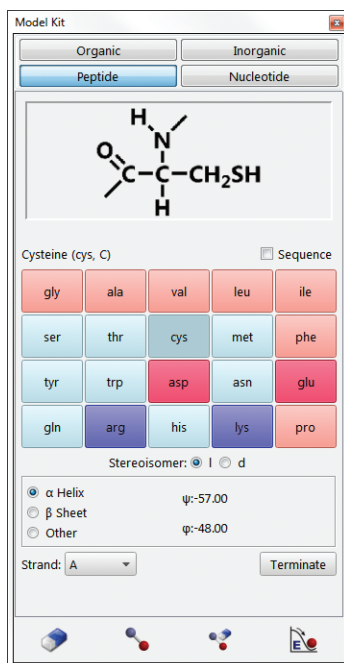 Model Kit
Organic Inorganic
Peptide Nucleotide
H
N
O
C C CH2SH
H
Cysteine (cys, C) Sequence
gly ala val leu ile
ser thr cys met phe
tyr trp asp asn glu
gln arg his lys pro
Stereoisomer: l d
α Helix ψ:-57.00
β Sheet
Other φ:-48.00
Strand: A Terminate
E